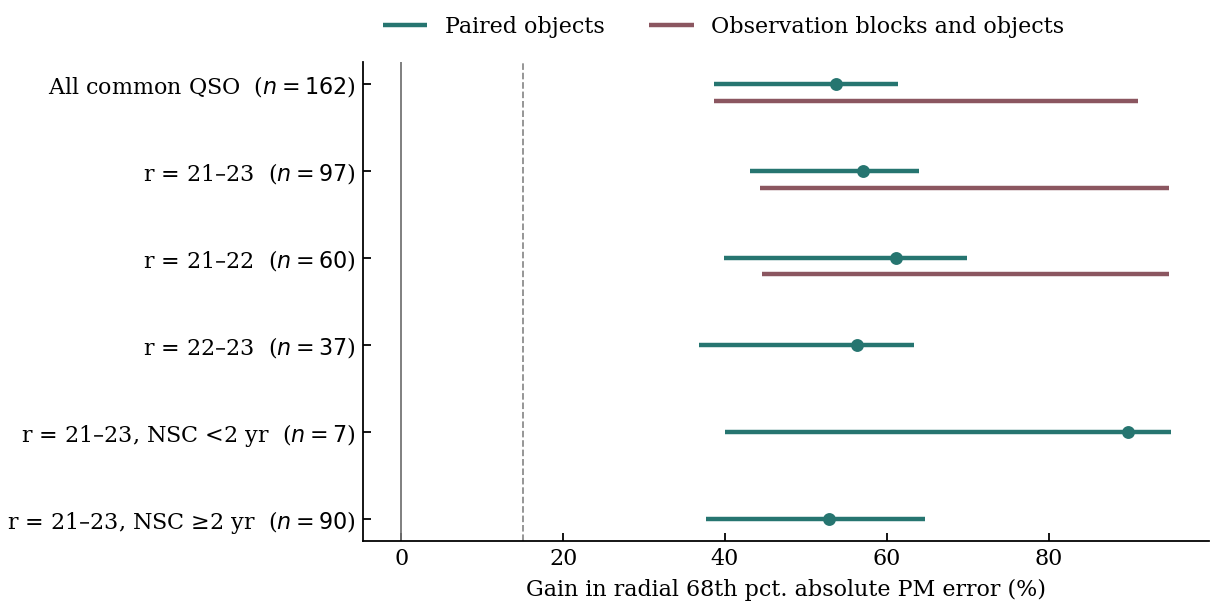 Paired objects Observation blocks and objects
All common QSO (n = 162)
r = 21–23 (n = 97)
r = 21–22 (n = 60)
r = 22–23 (n = 37)
r = 21–23, NSC <2 yr (n = 7)
r = 21–23, NSC ≥2 yr (n = 90)
0 20 40 60 80
Gain in radial 68th pct. absolute PM error (%)